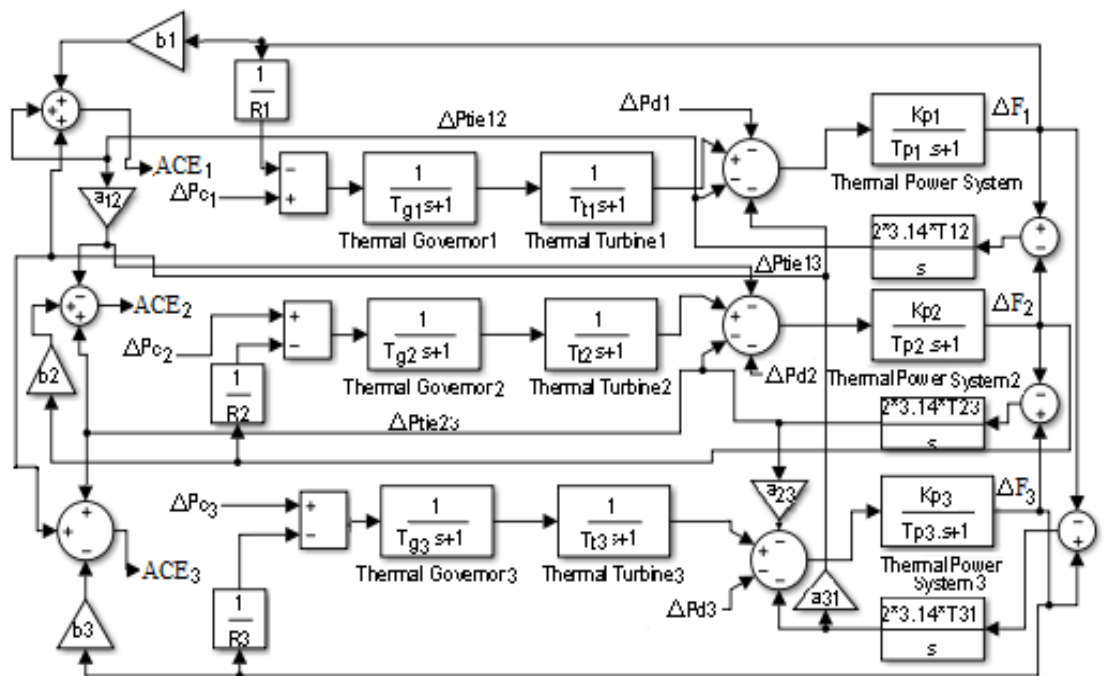 b1
1
R1
ΔPd1
Kp1
Tp1 .s+1
ΔF1
Thermal Power System
ΔPtie12
ACE1
ΔPc1
a12
-
+
1
Tg1s+1
Thermal Governor1
1
Tt1s+1
Thermal Turbine1
2*3.14*T12
s
ΔPtie13
ACE2
ΔPc2
+
-
1
Tg2 s+1
Thermal Governor2
1
Tt2 s+1
Thermal Turbine2
ΔPd2
Kp2
Tp2 .s+1
ΔF2
Thermal Power System2
b2
1
R2
ΔPtie23
2*3.14*T23
s
ΔPc3
+
-
1
Tg3 s+1
Thermal Governor3
1
Tt3 s+1
Thermal Turbine3
a23
Kp3
Tp3.s+1
ΔF3
Thermal Power
System3
ACE3
ΔPd3
a31
b3
1
R3
2*3.14*T31
s